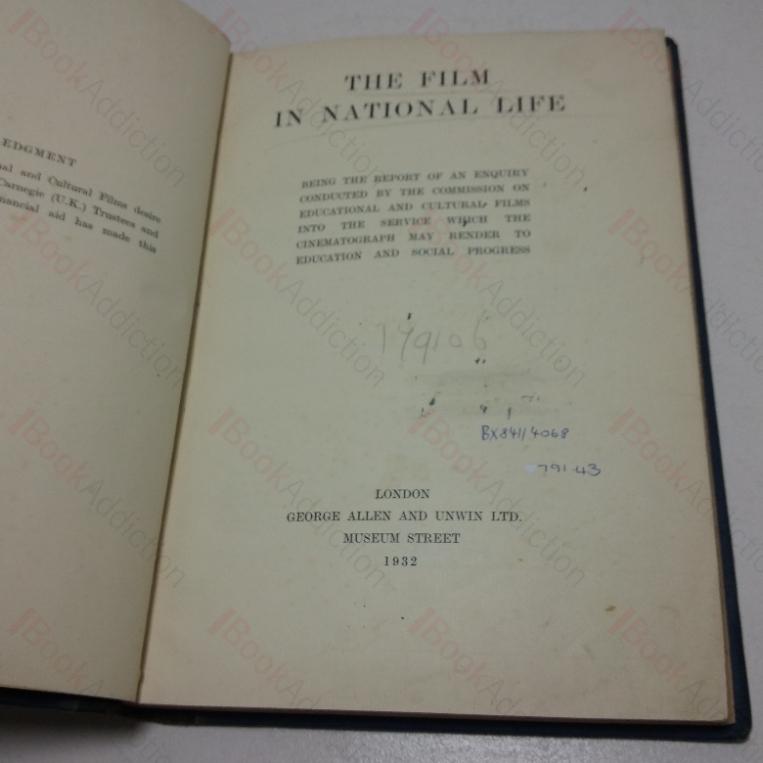 EDGMENT
nal and Cultural Films desire
Carnegie (U.K.) Trustees and
nancial aid has made this
THE FILM
IN NATIONAL LIFE
BEING THE REPORT OF AN ENQUIRY
CONDUCTED BY THE COMMISSION ON
EDUCATIONAL AND CULTURAL FILMS
INTO THE SERVICE WHICH THE
CINEMATOGRAPH MAY RENDER TO
EDUCATION AND SOCIAL PROGRESS
BX841/4068
791.43
LONDON
GEORGE ALLEN AND UNWIN LTD.
MUSEUM STREET
1932
BookAddiction